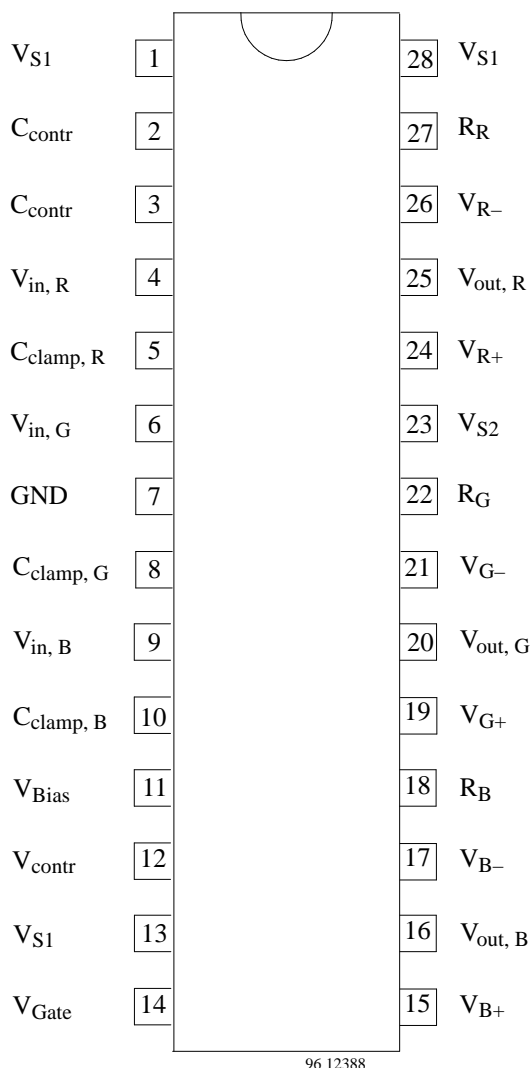 V_S1 1 28 V_S1
C_contr 2 27 R_R
C_contr 3 26 V_R–
V_in, R 4 25 V_out, R
C_clamp, R 5 24 V_R+
V_in, G 6 23 V_S2
GND 7 22 R_G
C_clamp, G 8 21 V_G–
V_in, B 9 20 V_out, G
C_clamp, B 10 19 V_G+
V_Bias 11 18 R_B
V_contr 12 17 V_B–
V_S1 13 16 V_out, B
V_Gate 14 15 V_B+
96 12388